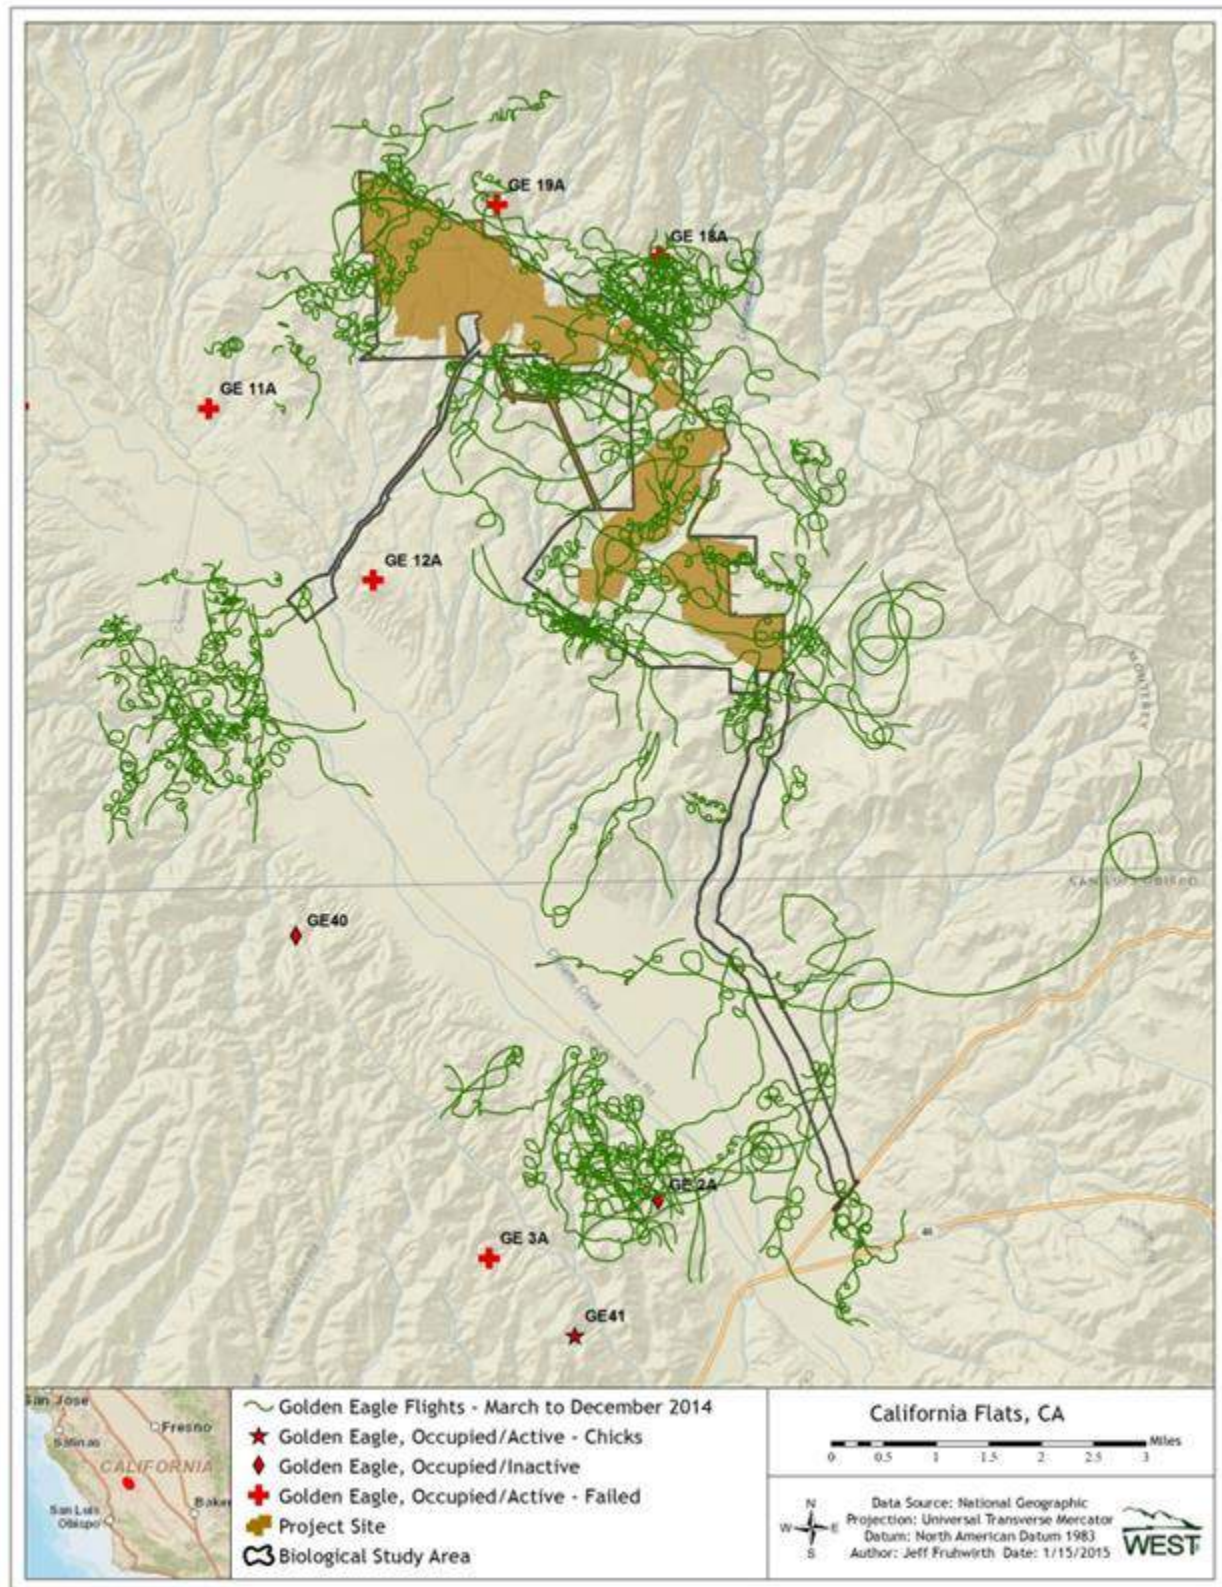 GE 19A
GE 18A
GE 11A
GE 12A
MONTEREY
SAN LUIS OBISPO
GE40
Creek
GE 2A
GE 3A
46
GE41
San Jose
Salinas
Fresno
CALIFORNIA
San Luis
Obispo
Baker
Golden Eagle Flights - March to December 2014
Golden Eagle, Occupied/Active - Chicks
Golden Eagle, Occupied/Inactive
Golden Eagle, Occupied/Active - Failed
Project Site
Biological Study Area
California Flats, CA
Miles
0 0.5 1 1.5 2 2.5 3
N
W E
S
Data Source: National Geographic
Projection: Universal Transverse Mercator
Datum: North American Datum 1983
Author: Jeff Fruhwirth Date: 1/15/2015
WEST